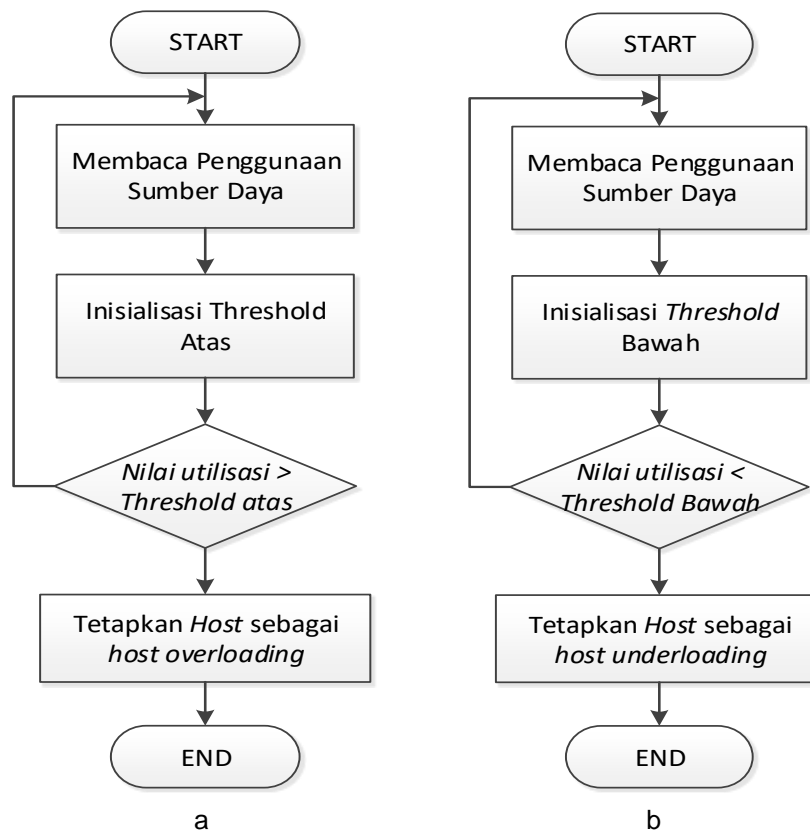 START
Membaca Penggunaan
Sumber Daya
Inisialisasi Threshold
Atas
Nilai utilisasi >
Threshold atas
Tetapkan Host sebagai
host overloading
END
a
START
Membaca Penggunaan
Sumber Daya
Inisialisasi Threshold
Bawah
Nilai utilisasi <
Threshold Bawah
Tetapkan Host sebagai
host underloading
END
b